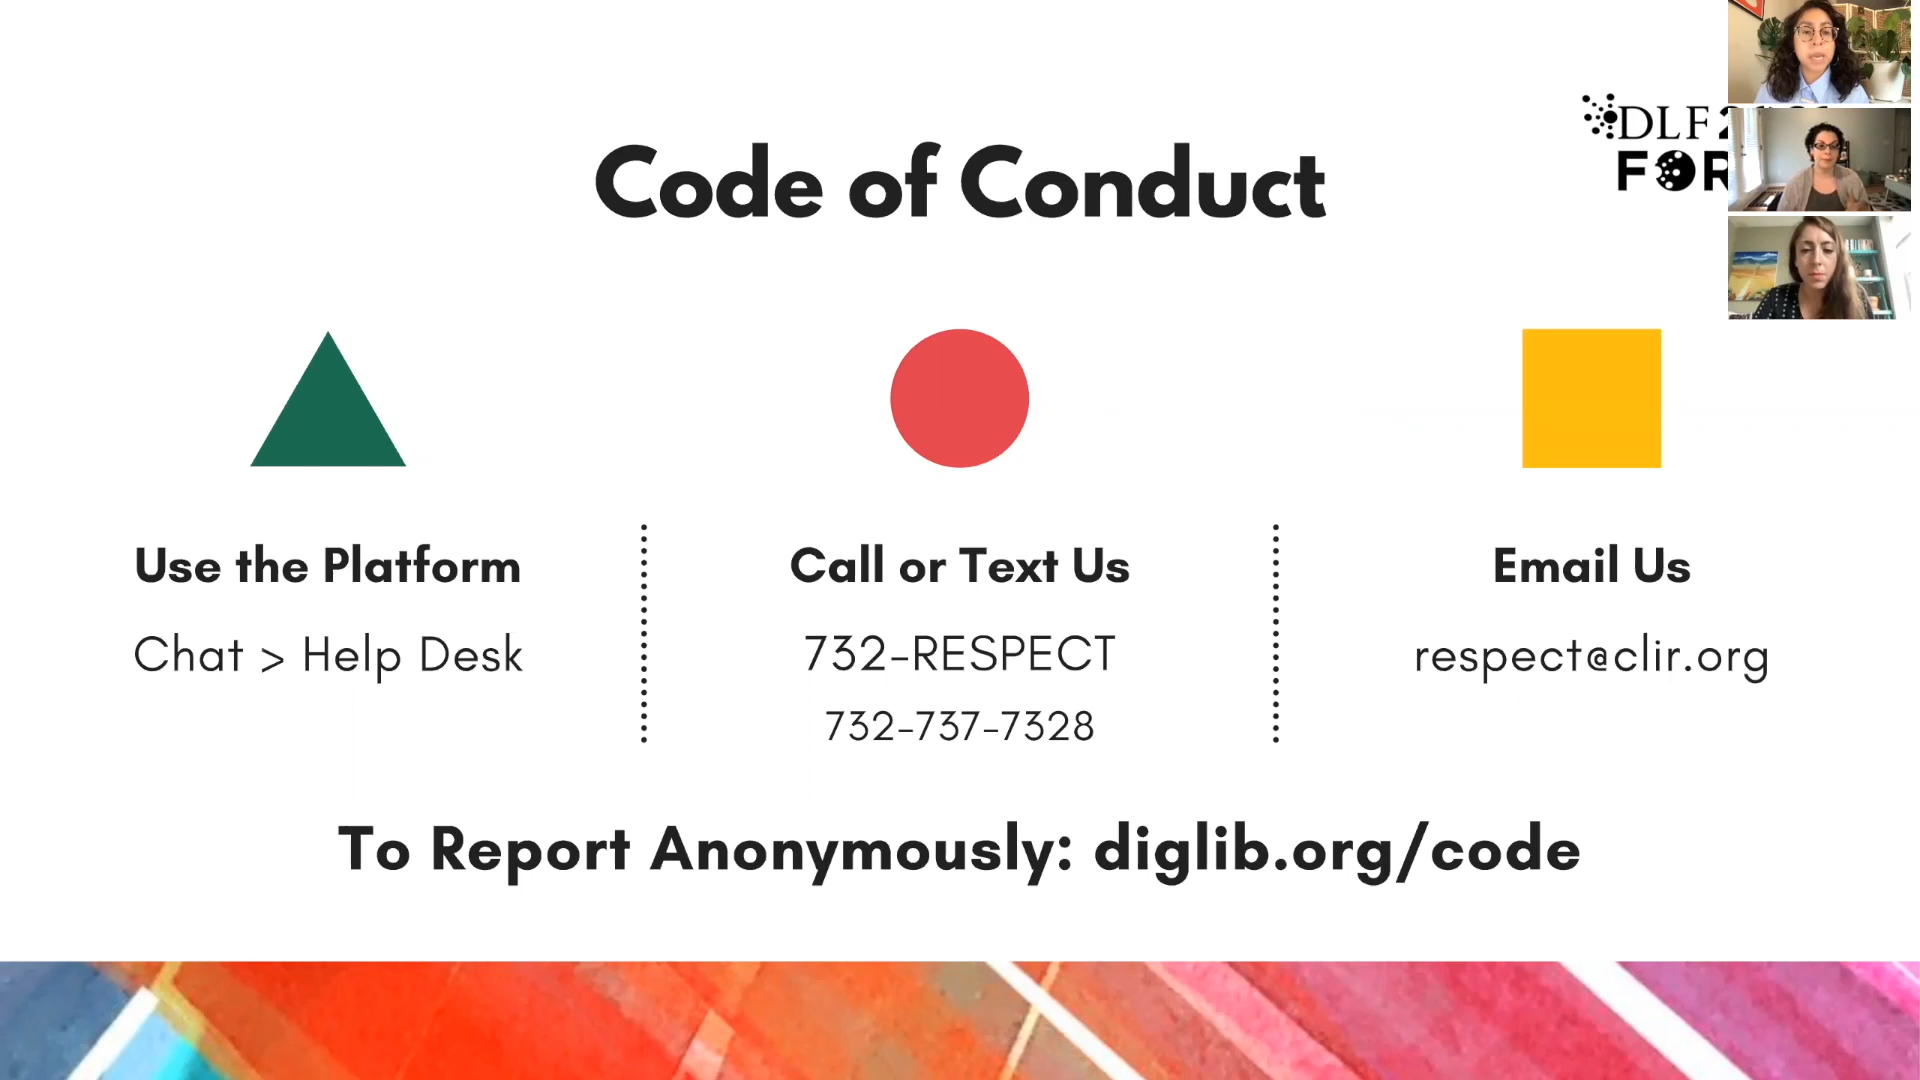 Code of Conduct
DLF
Use the Platform
Chat > Help Desk
Call or Text Us
732-RESPECT
732-737-7328
Email Us
respect@clir.org
To Report Anonymously: diglib.org/code